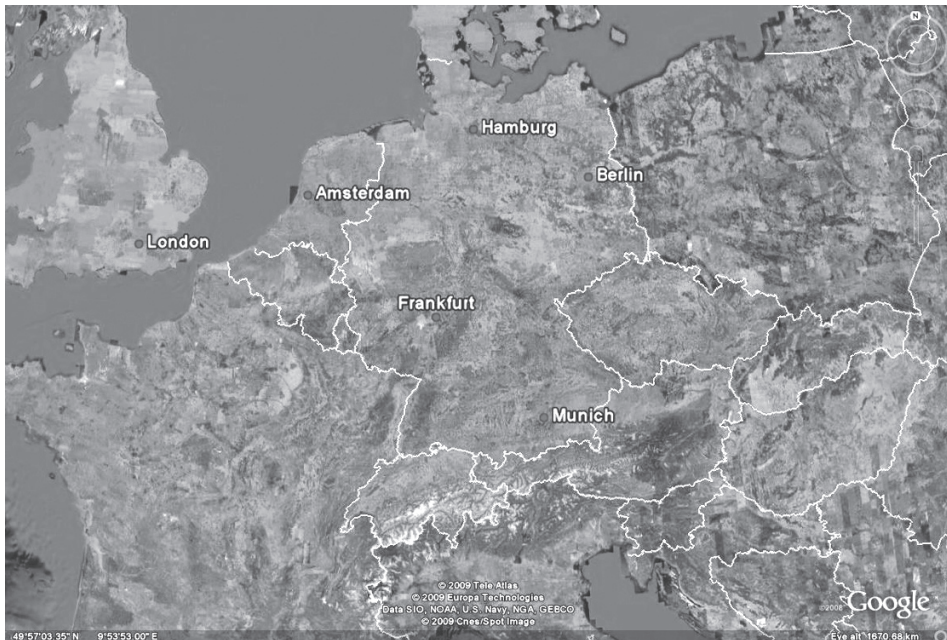 N
Hamburg
Berlin
Amsterdam
London
Frankfurt
Munich
© 2009 Tele Atlas
© 2009 Europa Technologies
Data SIO, NOAA, U.S. Navy, NGA, GEBCO
© 2009 Cnes/Spot Image
©2008 Google
49°57'03.35" N 9°53'53.00" E
Eye alt 1670.68 km